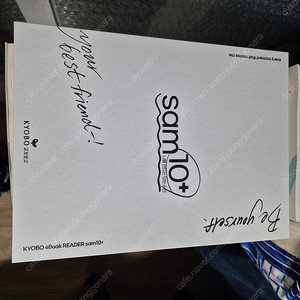 every moment that makes me
your
best friend~!
KYOBO
교보문고
sam10+
Be yourself!
KYOBO eBook READER sam10+